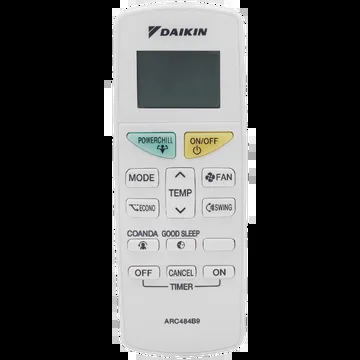 DAIKIN
POWERCHILL ON/OFF
MODE TEMP FAN
ECONO SWING
COANDA GOOD SLEEP
OFF CANCEL ON
TIMER
ARC484B9